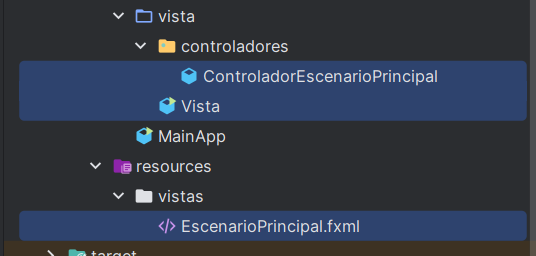 vista
controladores
ControladorEscenarioPrincipal
Vista
MainApp
resources
vistas
EscenarioPrincipal.fxml
target